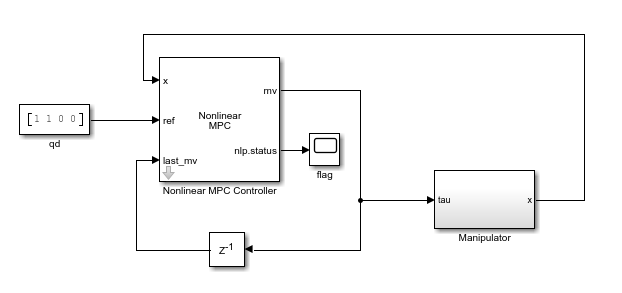 x
mv
[1 1 0 0]
ref
Nonlinear
MPC
qd
nlp.status
last_mv
flag
Nonlinear MPC Controller
tau
x
Manipulator
Z-1